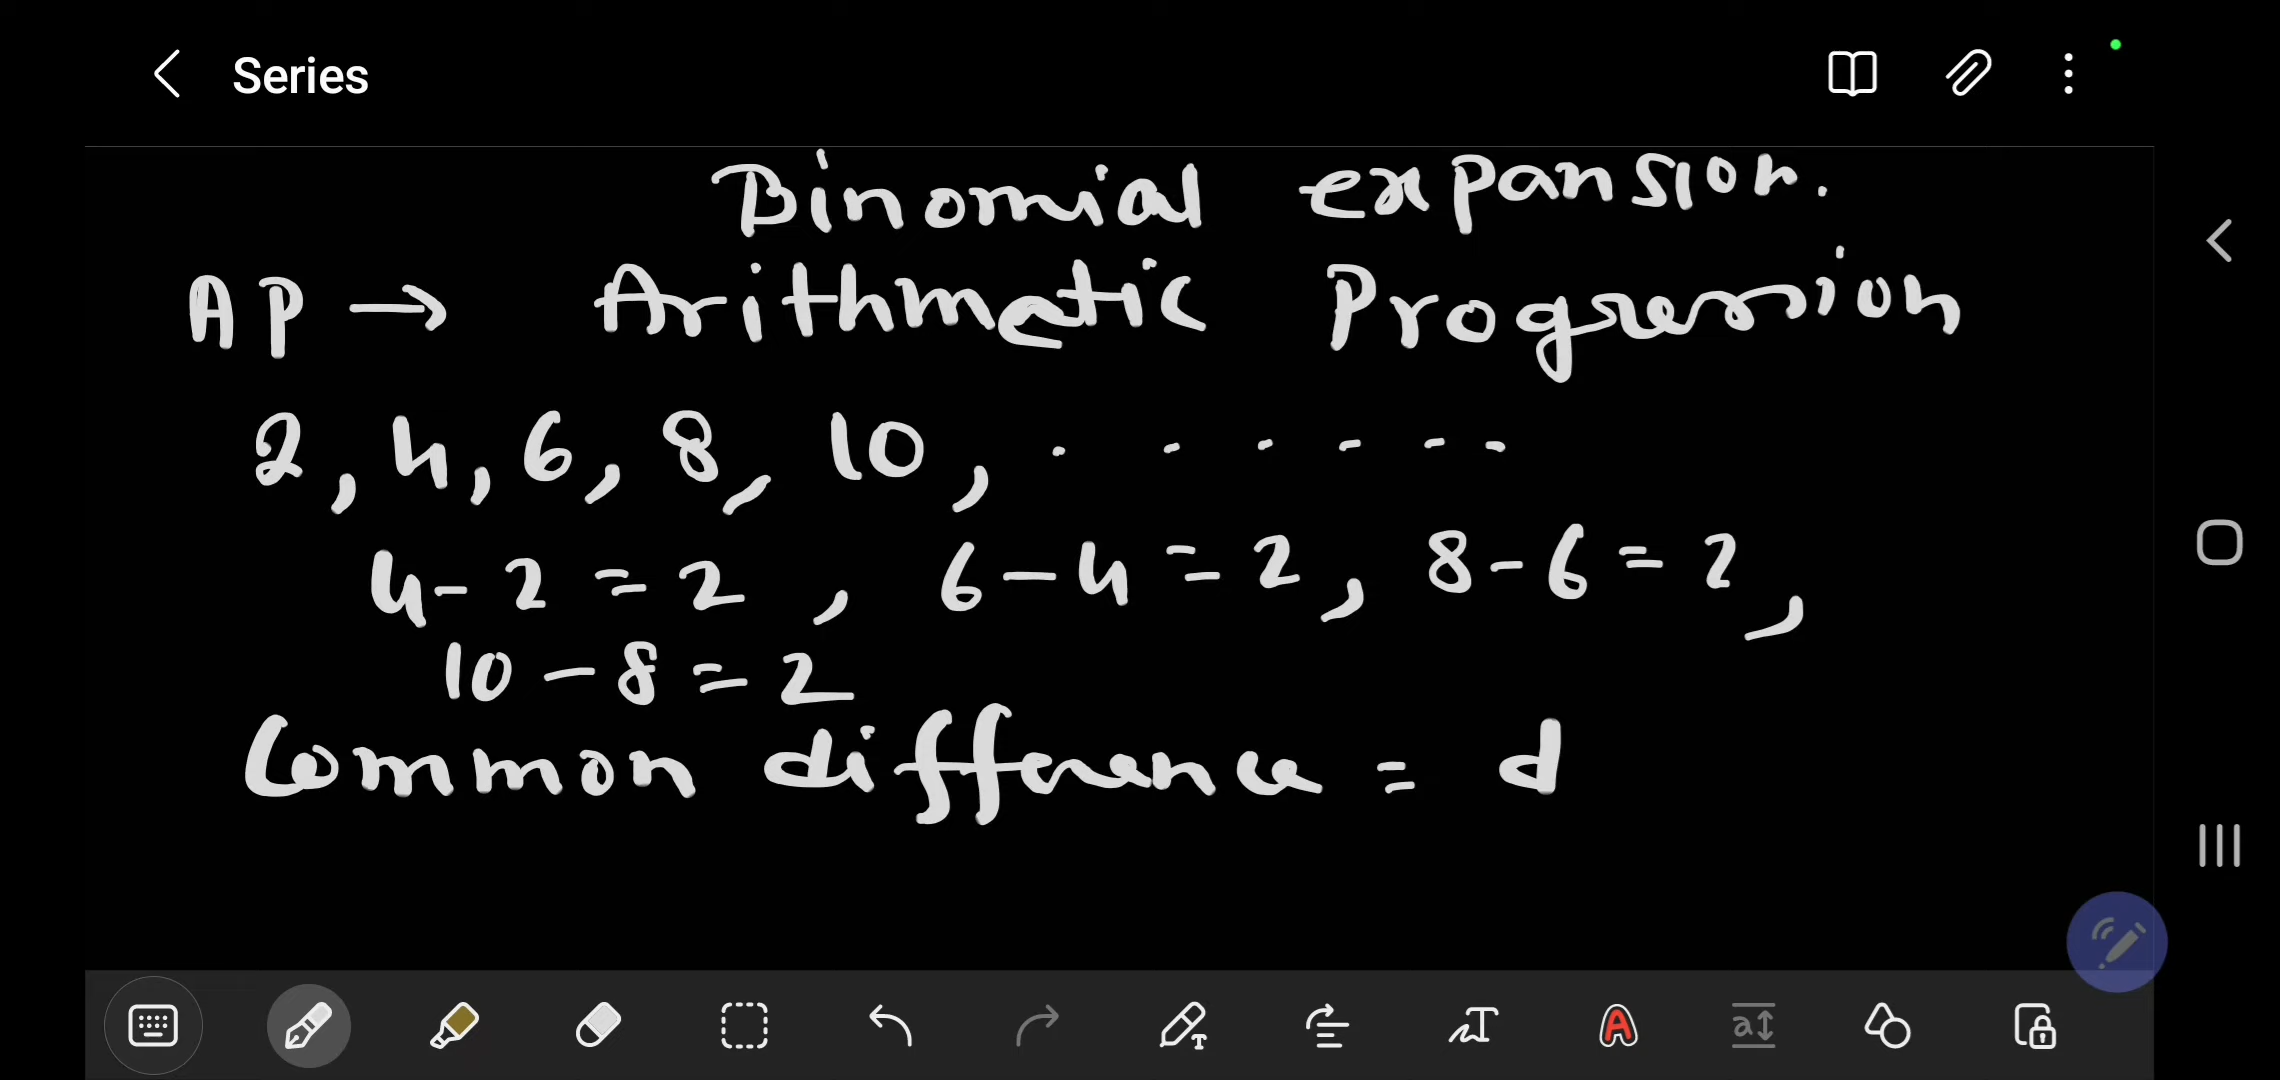 Series
Binomial expansion.
AP → Arithmetic Progression
2, 4, 6, 8, 10, . . . . . .
4 - 2 = 2 , 6 - 4 = 2, 8 - 6 = 2,
10 - 8 = 2
Common difference = d